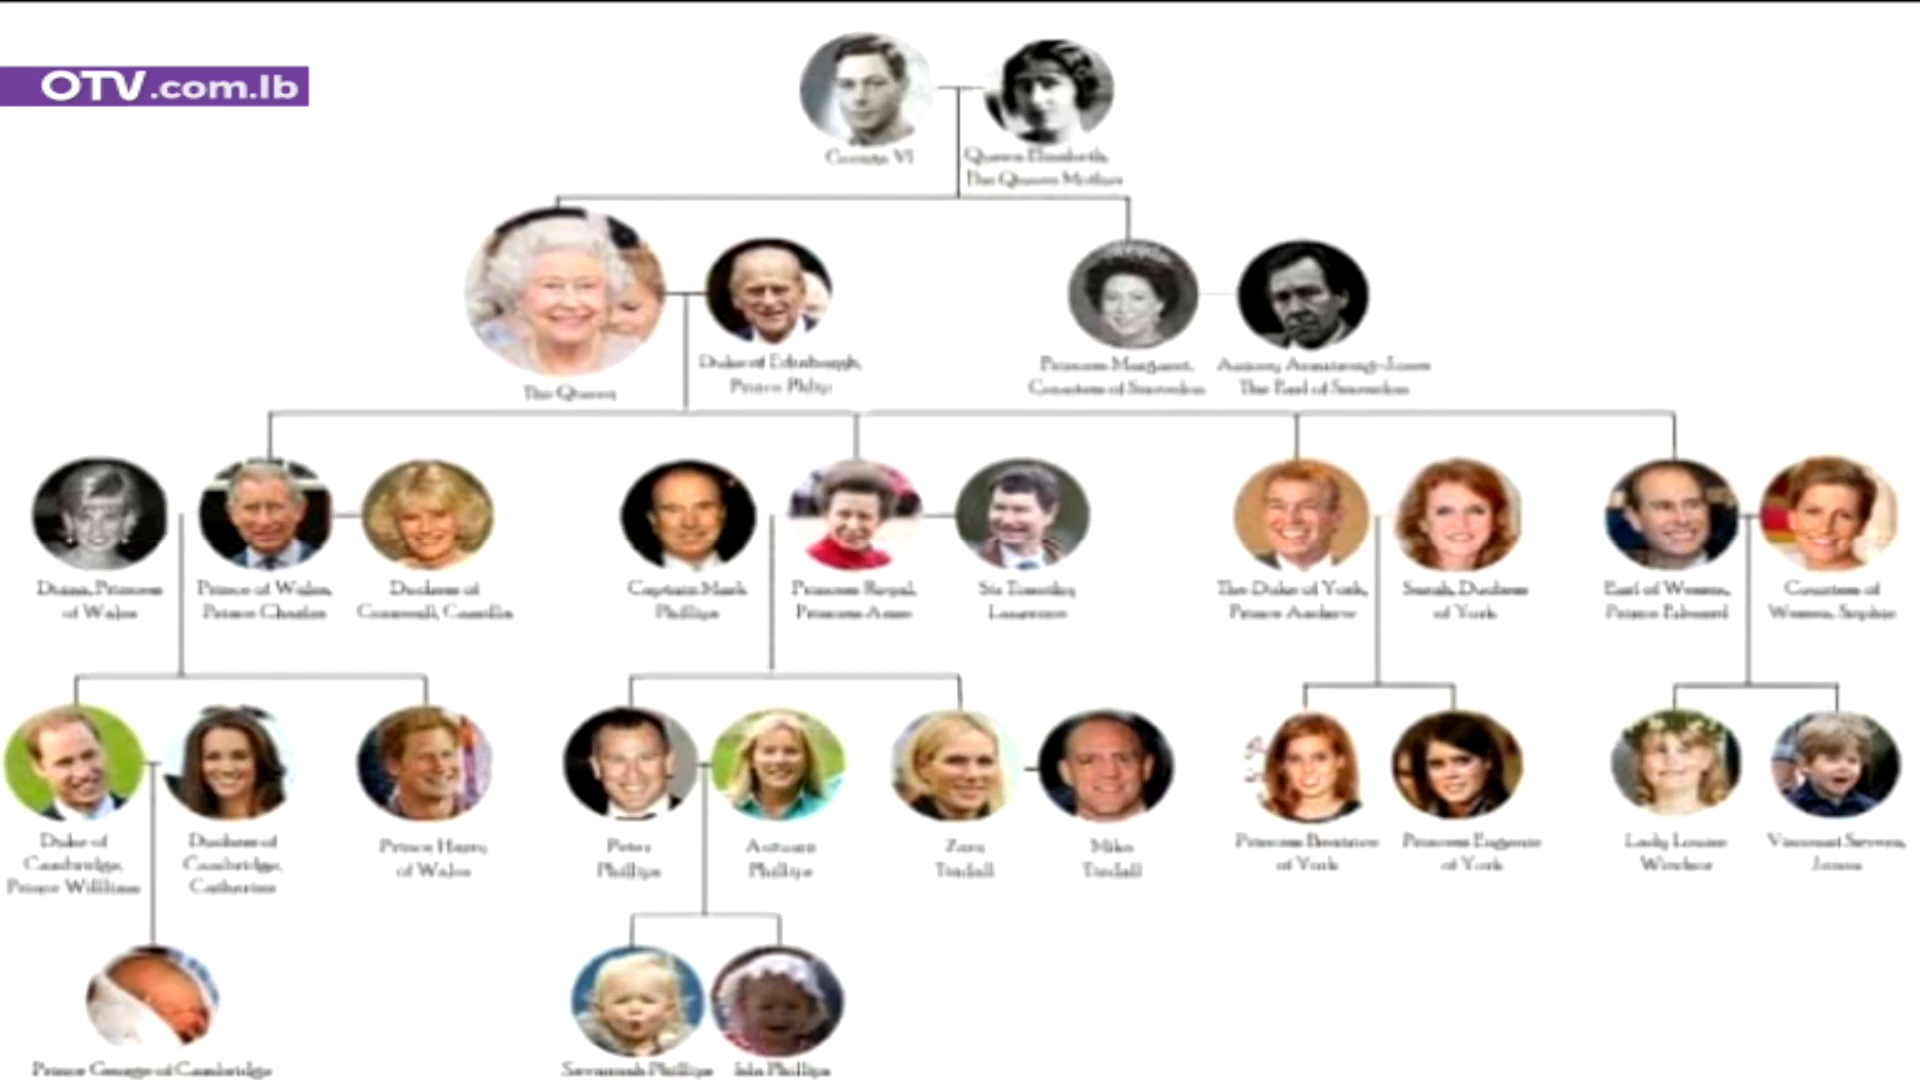 OTV.com.lb
George VI
Queen Elizabeth,
The Queen Mother
The Queen
Duke of Edinburgh,
Prince Philip
Princess Margaret,
Countess of Snowdon
Antony Armstrong-Jones
The Earl of Snowdon
Diana, Princess
of Wales
Prince of Wales,
Prince Charles
Duchess of
Cornwall, Camilla
Captain Mark
Phillips
Princess Royal,
Princess Anne
Sir Timothy
Laurence
The Duke of York,
Prince Andrew
Sarah, Duchess
of York
Earl of Wessex,
Prince Edward
Countess of
Wessex, Sophie
Duke of
Cambridge,
Prince William
Duchess of
Cambridge,
Catherine
Prince Harry
of Wales
Peter
Phillips
Autumn
Phillips
Zara
Tindall
Mike
Tindall
Princess Beatrice
of York
Princess Eugenie
of York
Lady Louise
Windsor
Viscount Severn,
James
Prince George of Cambridge
Savannah Phillips
Isla Phillips